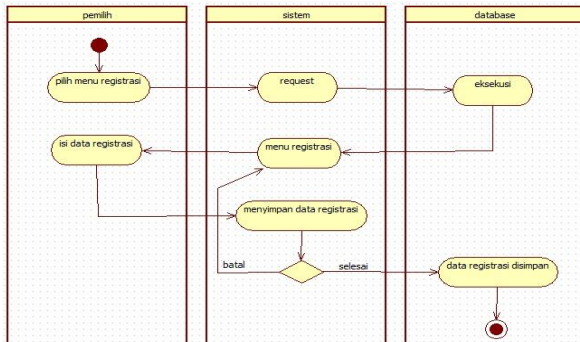 pemilih
sistem
database
pilih menu registrasi
request
eksekusi
isi data registrasi
menu registrasi
menyimpan data registrasi
batal
selesai
data registrasi disimpan